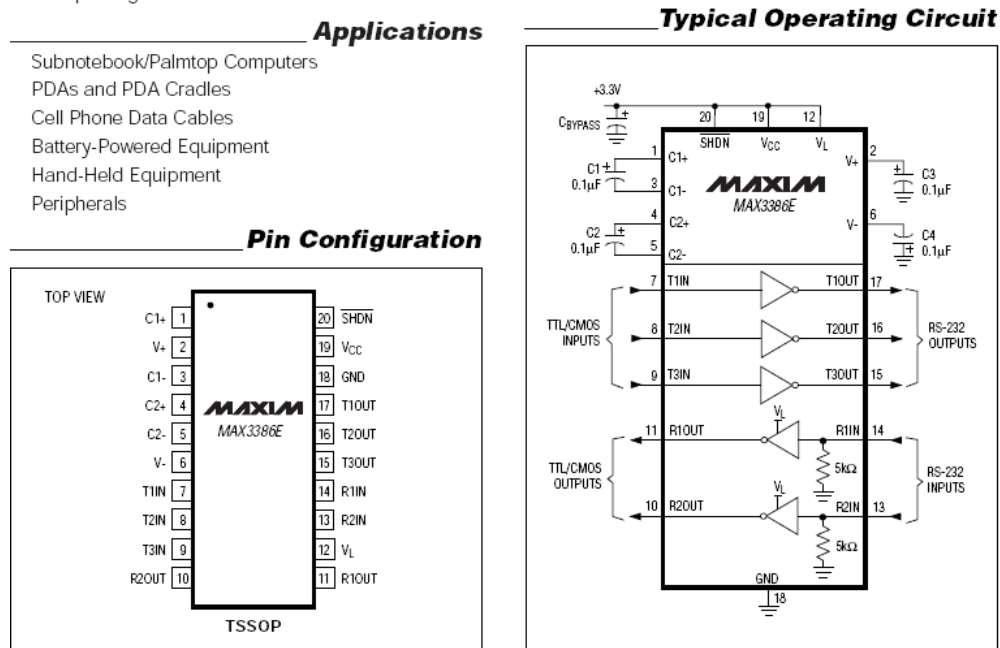 Applications
Subnotebook/Palmtop Computers
PDAs and PDA Cradles
Cell Phone Data Cables
Battery-Powered Equipment
Hand-Held Equipment
Peripherals
Pin Configuration
TOP VIEW
C1+ 1
V+ 2
C1- 3
C2+ 4
C2- 5
V- 6
T1IN 7
T2IN 8
T3IN 9
R2OUT 10
MAXIM
MAX3386E
20 SHDN
19 VCC
18 GND
17 T1OUT
16 T2OUT
15 T3OUT
14 R1IN
13 R2IN
12 VL
11 R1OUT
TSSOP
Typical Operating Circuit
+3.3V
CBYPASS
+
20 19 12
SHDN VCC VL
1 C1+
C1 +
0.1µF
3 C1-
4 C2+
C2 +
0.1µF
5 C2-
MAXIM
MAX3386E
V+ 2
+ C3
0.1µF
V- 6
C4
+ 0.1µF
TTL/CMOS
INPUTS
7 T1IN T1OUT 17
8 T2IN T2OUT 16
9 T3IN T3OUT 15
RS-232
OUTPUTS
TTL/CMOS
OUTPUTS
VL
11 R1OUT R1IN 14
5kΩ
VL
10 R2OUT R2IN 13
5kΩ
RS-232
INPUTS
GND
18